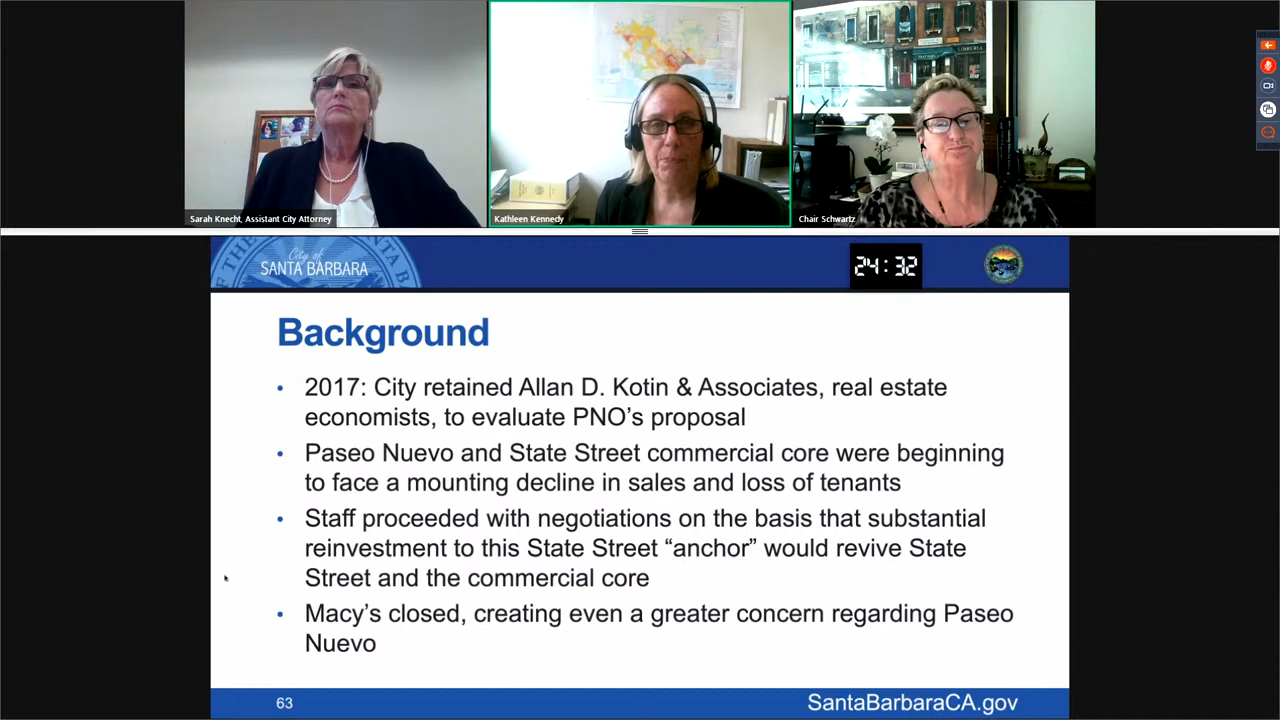 LIBRERIA
Sarah Knecht, Assistant City Attorney
Kathleen Kennedy
Chair Schwartz
City of
SANTA BARBARA
24:32
Background
• 2017: City retained Allan D. Kotin & Associates, real estate
economists, to evaluate PNO’s proposal
• Paseo Nuevo and State Street commercial core were beginning
to face a mounting decline in sales and loss of tenants
• Staff proceeded with negotiations on the basis that substantial
reinvestment to this State Street “anchor” would revive State
Street and the commercial core
• Macy’s closed, creating even a greater concern regarding Paseo
Nuevo
63
SantaBarbaraCA.gov